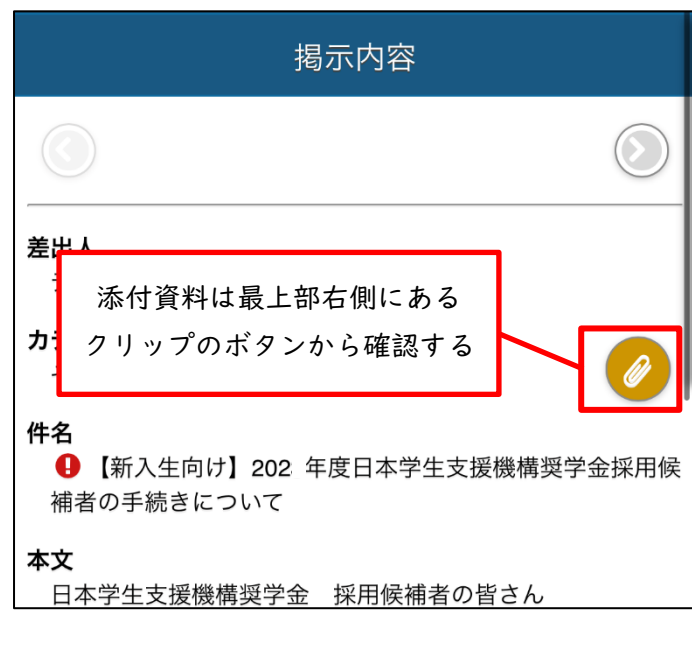 掲示内容
差出人
添付資料は最上部右側にある
クリップのボタンから確認する
カテ
件名
【新入生向け】202 年度日本学生支援機構奨学金採用候
補者の手続きについて
本文
日本学生支援機構奨学金 採用候補者の皆さん